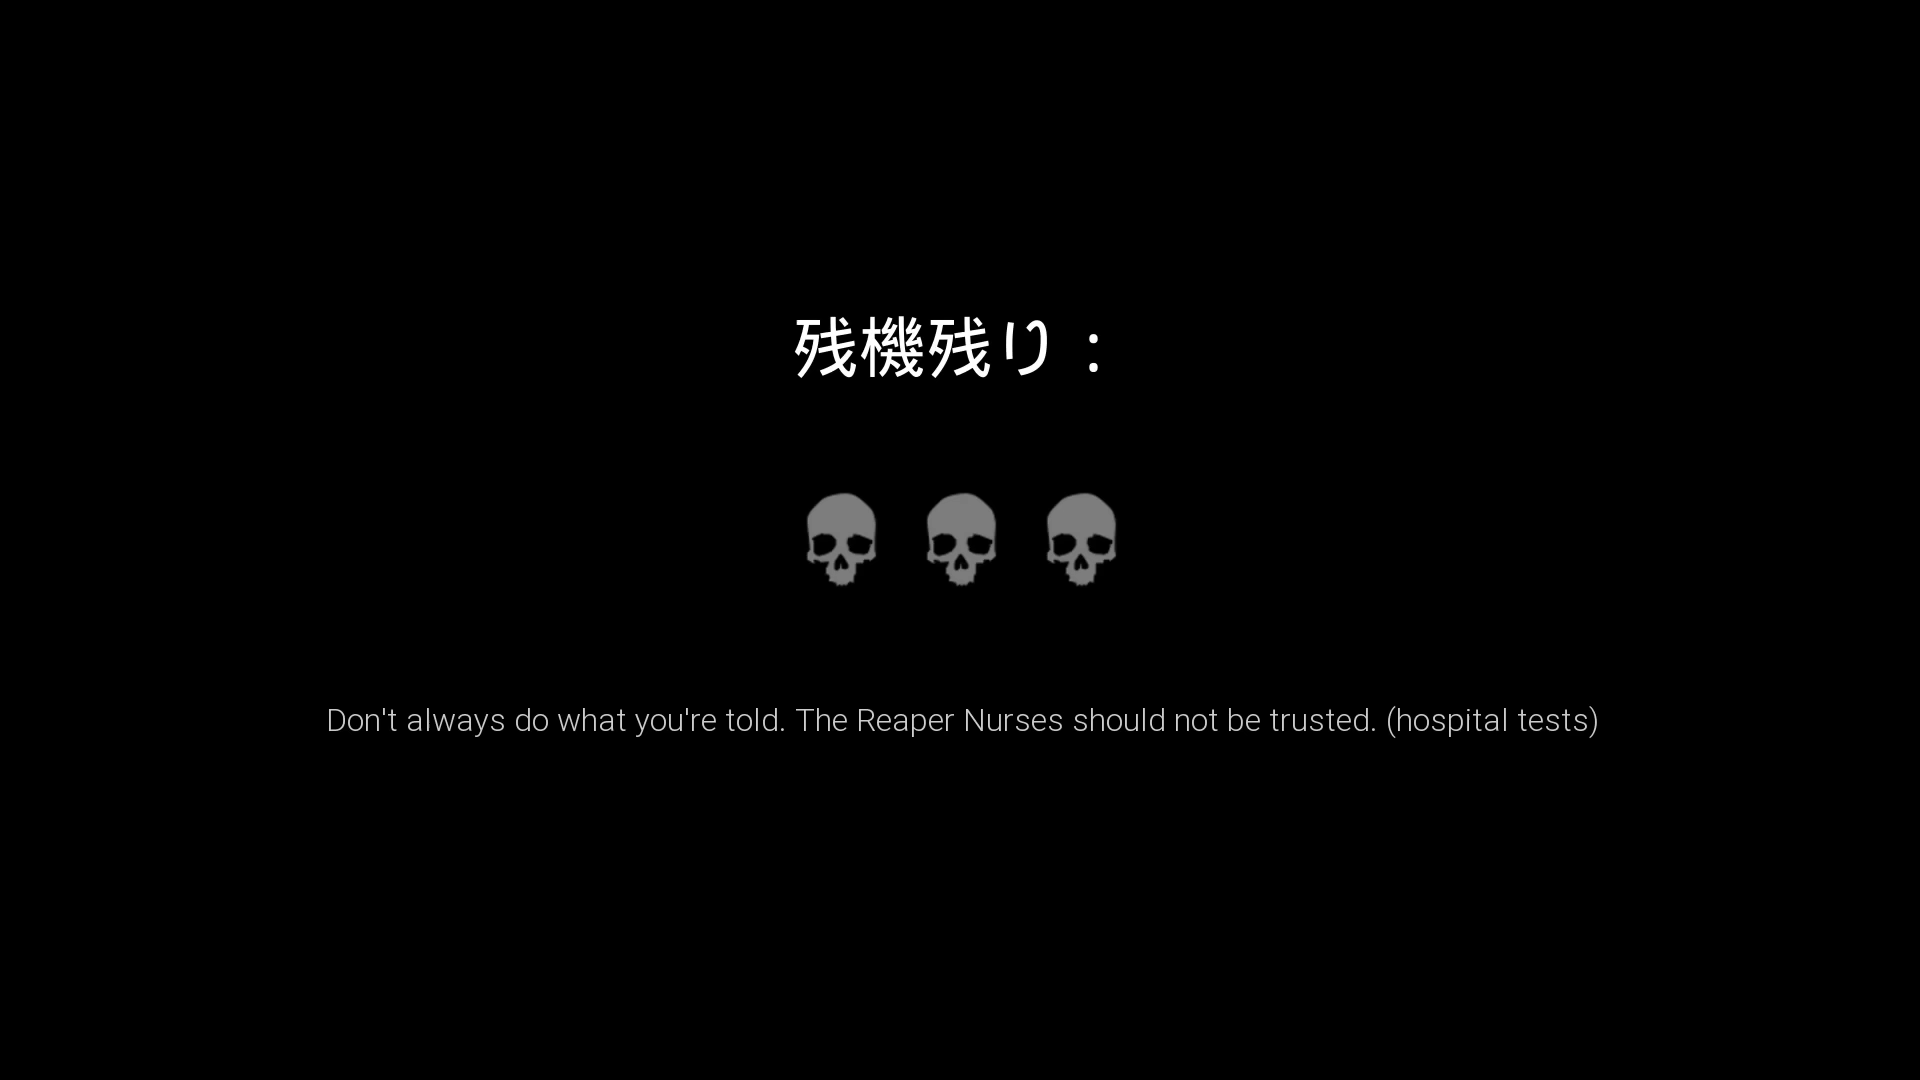 残機残り：
Don't always do what you're told. The Reaper Nurses should not be trusted. (hospital tests)